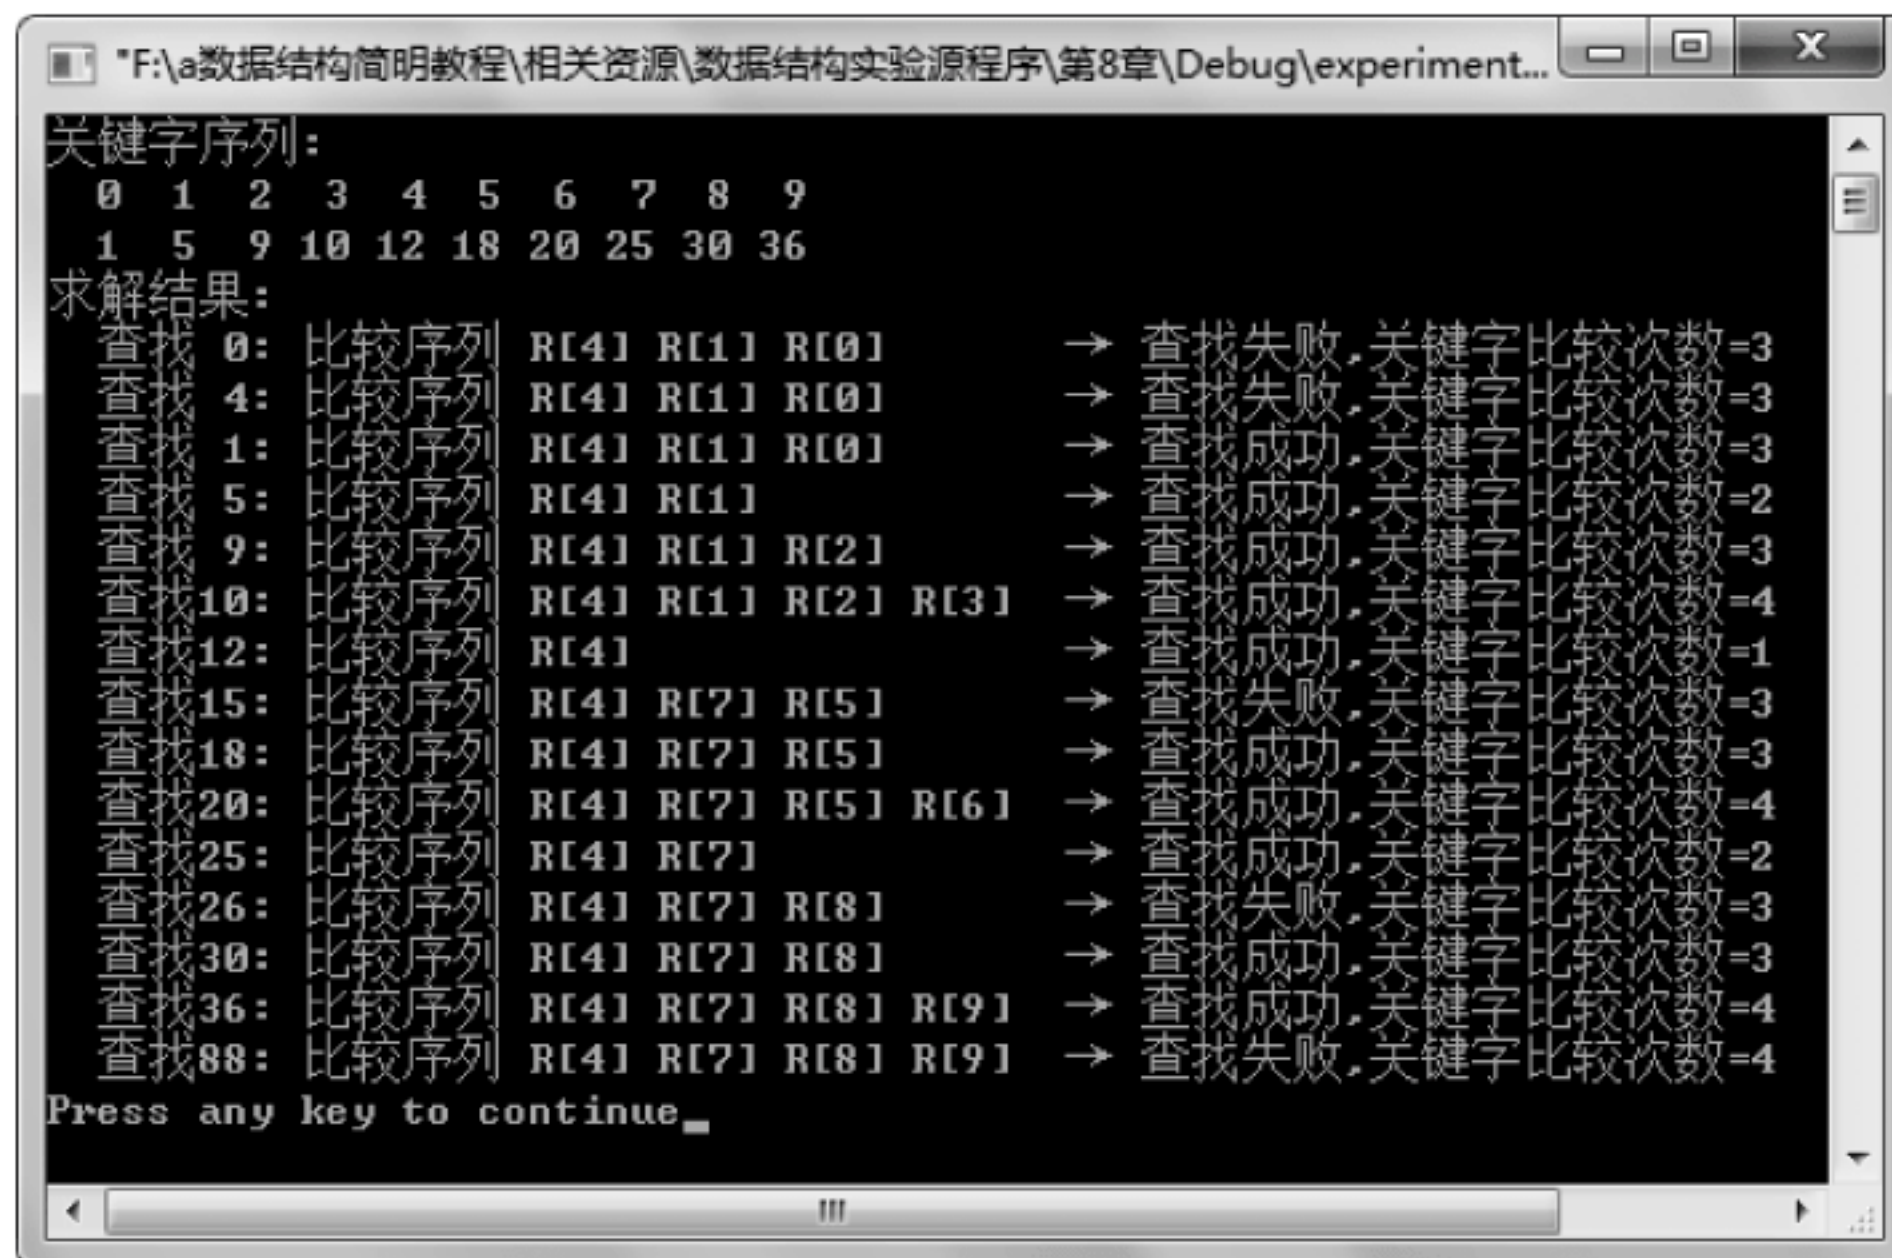 "F:\a数据结构简明教程\相关资源\数据结构实验源程序\第8章\Debug\experiment...
关键字序列:
0 1 2 3 4 5 6 7 8 9
1 5 9 10 12 18 20 25 30 36
求解结果:
查找 0: 比较序列 R[4] R[1] R[0] → 查找失败,关键字比较次数=3
查找 4: 比较序列 R[4] R[1] R[0] → 查找失败,关键字比较次数=3
查找 1: 比较序列 R[4] R[1] R[0] → 查找成功,关键字比较次数=3
查找 5: 比较序列 R[4] R[1] → 查找成功,关键字比较次数=2
查找 9: 比较序列 R[4] R[1] R[2] → 查找成功,关键字比较次数=3
查找10: 比较序列 R[4] R[1] R[2] R[3] → 查找成功,关键字比较次数=4
查找12: 比较序列 R[4] → 查找成功,关键字比较次数=1
查找15: 比较序列 R[4] R[7] R[5] → 查找失败,关键字比较次数=3
查找18: 比较序列 R[4] R[7] R[5] → 查找成功,关键字比较次数=3
查找20: 比较序列 R[4] R[7] R[5] R[6] → 查找成功,关键字比较次数=4
查找25: 比较序列 R[4] R[7] → 查找成功,关键字比较次数=2
查找26: 比较序列 R[4] R[7] R[8] → 查找失败,关键字比较次数=3
查找30: 比较序列 R[4] R[7] R[8] → 查找成功,关键字比较次数=3
查找36: 比较序列 R[4] R[7] R[8] R[9] → 查找成功,关键字比较次数=4
查找88: 比较序列 R[4] R[7] R[8] R[9] → 查找失败,关键字比较次数=4
Press any key to continue_